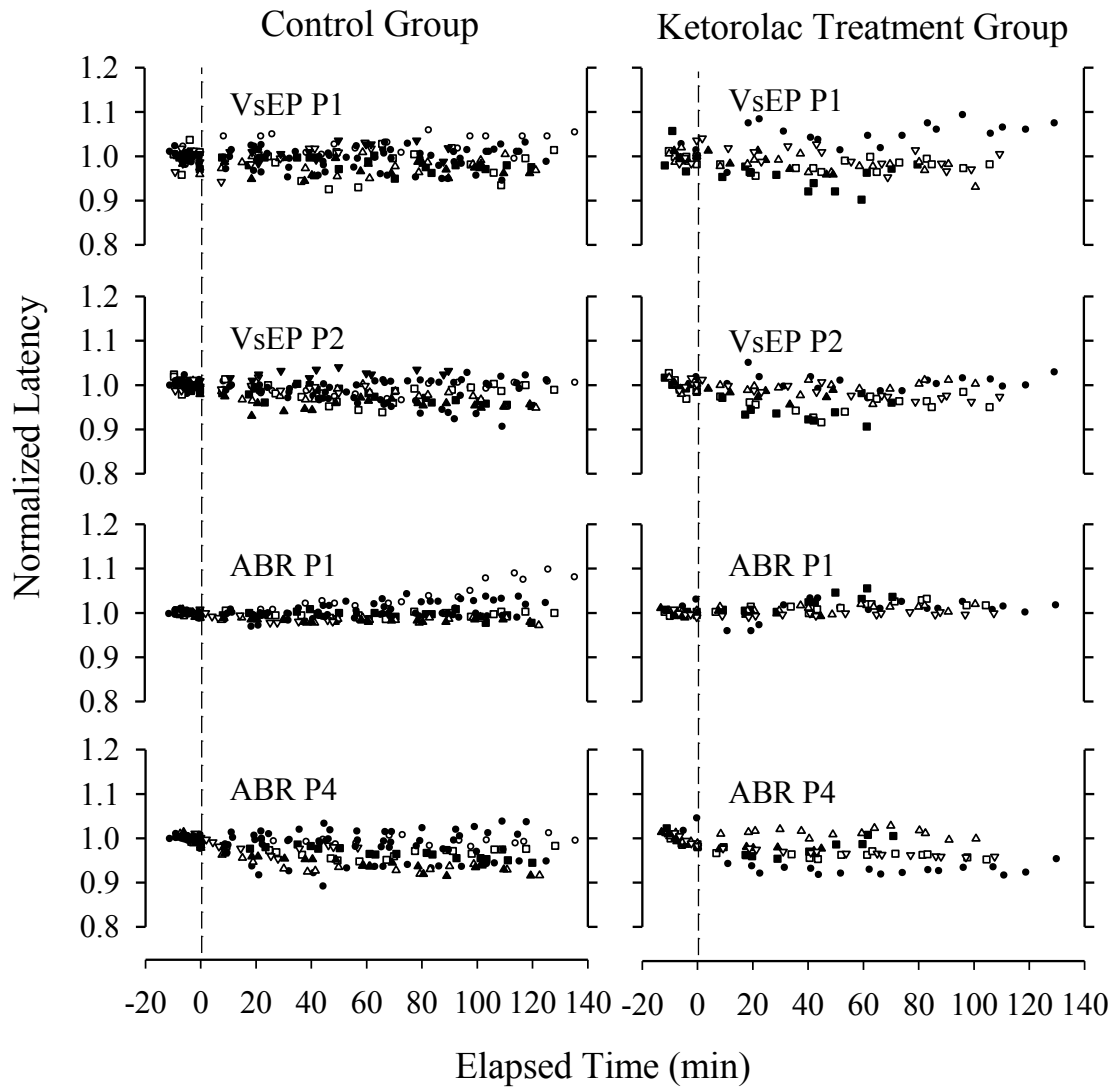 Control Group
Ketorolac Treatment Group
Normalized Latency
1.2
1.1
1.0
0.9
0.8
VsEP P1
VsEP P1
1.2
1.1
1.0
0.9
0.8
VsEP P2
VsEP P2
1.2
1.1
1.0
0.9
0.8
ABR P1
ABR P1
1.2
1.1
1.0
0.9
0.8
ABR P4
ABR P4
-20 0 20 40 60 80 100 120 140
-20 0 20 40 60 80 100 120 140
Elapsed Time (min)